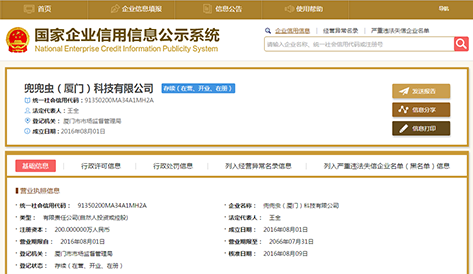 首页 企业信息填报 信息公告 使用帮助 导航
国家企业信用信息公示系统
National Enterprise Credit Information Publicity System
企业信用信息 经营异常名录 严重违法失信企业名单
请输入企业名称、统一社会信用代码或注册号
兜兜虫（厦门）科技有限公司 存续（在营、开业、在册）
统一社会信用代码：91350200MA34A1MH2A
法定代表人：王全
登记机关：厦门市市场监督管理局
成立日期：2016年08月01日
发送报告
信息分享
信息打印
基础信息 行政许可信息 行政处罚信息 列入经营异常名录信息 列入严重违法失信企业名单（黑名单）信息
营业执照信息
统一社会信用代码：91350200MA34A1MH2A 企业名称：兜兜虫（厦门）科技有限公司
类型：有限责任公司(自然人投资或控股) 法定代表人：王全
注册资本：200.000000万人民币 成立日期：2016年08月01日
营业期限自：2016年08月01日 营业期限至：2066年07月31日
登记机关：厦门市市场监督管理局 核准日期：2016年08月09日
登记状态：存续（在营、开业、在册）